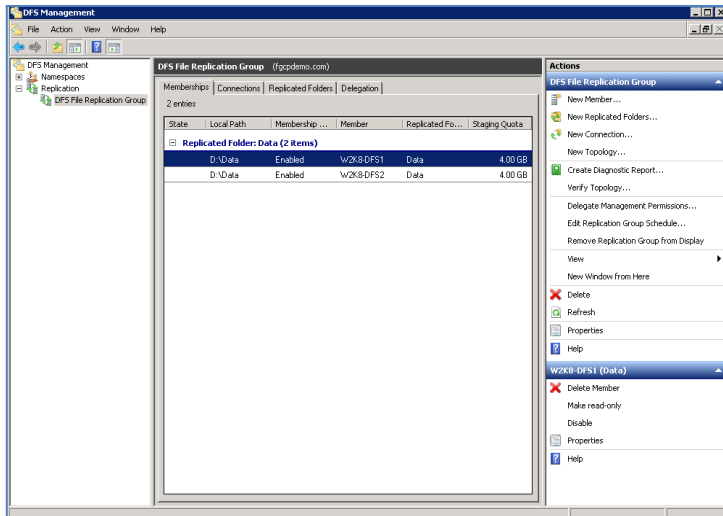 DFS Management
File Action View Window Help
DFS Management
Namespaces
Replication
DFS File Replication Group
DFS File Replication Group (fgcpdemo.com)
Memberships Connections Replicated Folders Delegation
2 entries
State Local Path Membership ... Member Replicated Fo... Staging Quota
Replicated Folder: Data (2 items)
D:\Data Enabled W2K8-DFS1 Data 4.00 GB
D:\Data Enabled W2K8-DFS2 Data 4.00 GB
Actions
DFS File Replication Group
New Member...
New Replicated Folders...
New Connection...
New Topology...
Create Diagnostic Report...
Verify Topology...
Delegate Management Permissions...
Edit Replication Group Schedule...
Remove Replication Group from Display
View
New Window from Here
Delete
Refresh
Properties
Help
W2K8-DFS1 (Data)
Delete Member
Make read-only
Disable
Properties
Help